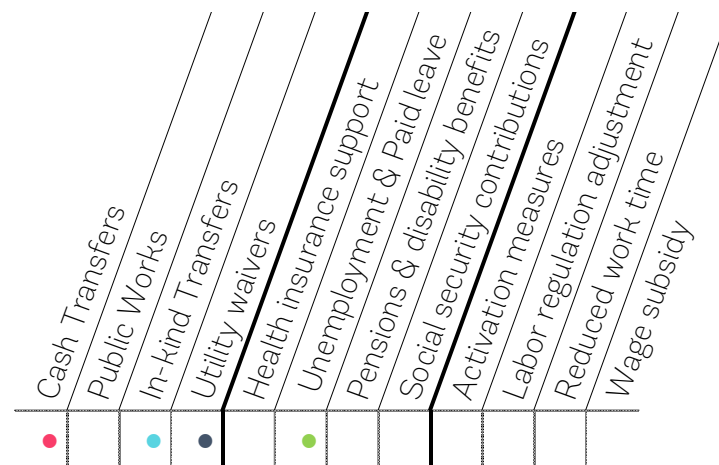 Cash Transfers
Public Works
In-kind Transfers
Utility waivers
Health insurance support
Unemployment & Paid leave
Pensions & disability benefits
Social security contributions
Activation measures
Labor regulation adjustment
Reduced work time
Wage subsidy